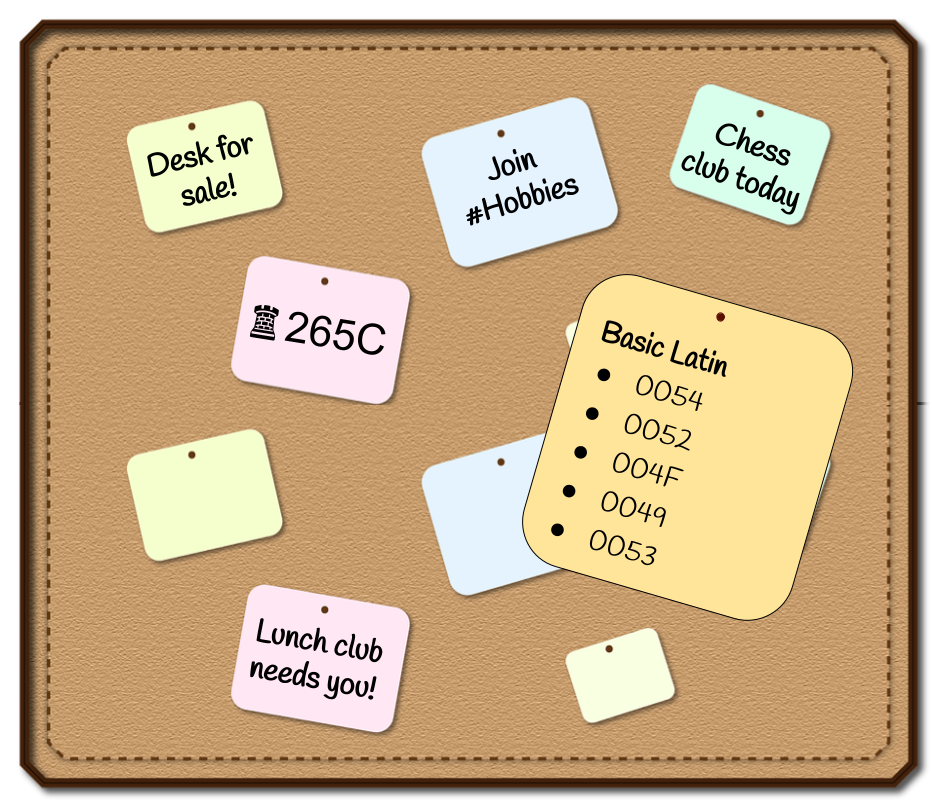 Desk for
sale!
Join
#Hobbies
Chess
club today
♜265C
Basic Latin
• 0054
• 0052
• 004F
• 0049
• 0053
Lunch club
needs you!